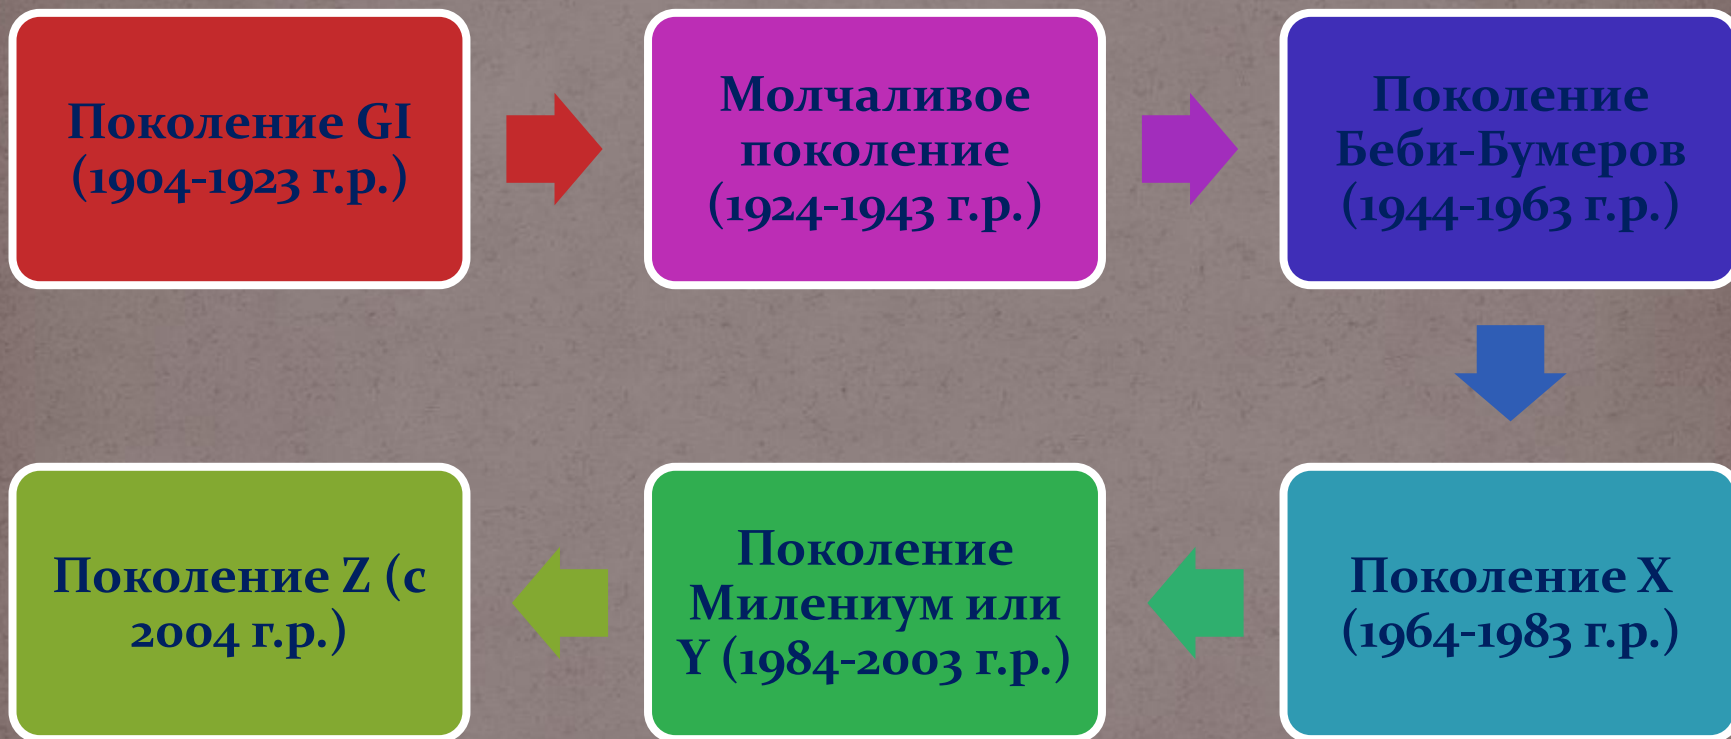 Поколение GI
(1904-1923 г.р.)
Молчаливое
поколение
(1924-1943 г.р.)
Поколение
Беби-Бумеров
(1944-1963 г.р.)
Поколение X
(1964-1983 г.р.)
Поколение
Милениум или
Y (1984-2003 г.р.)
Поколение Z (с
2004 г.р.)